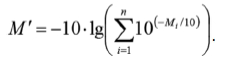 M′ = −10·lg(∑_{i=1}^{n} 10^{(−M_i/10)}).